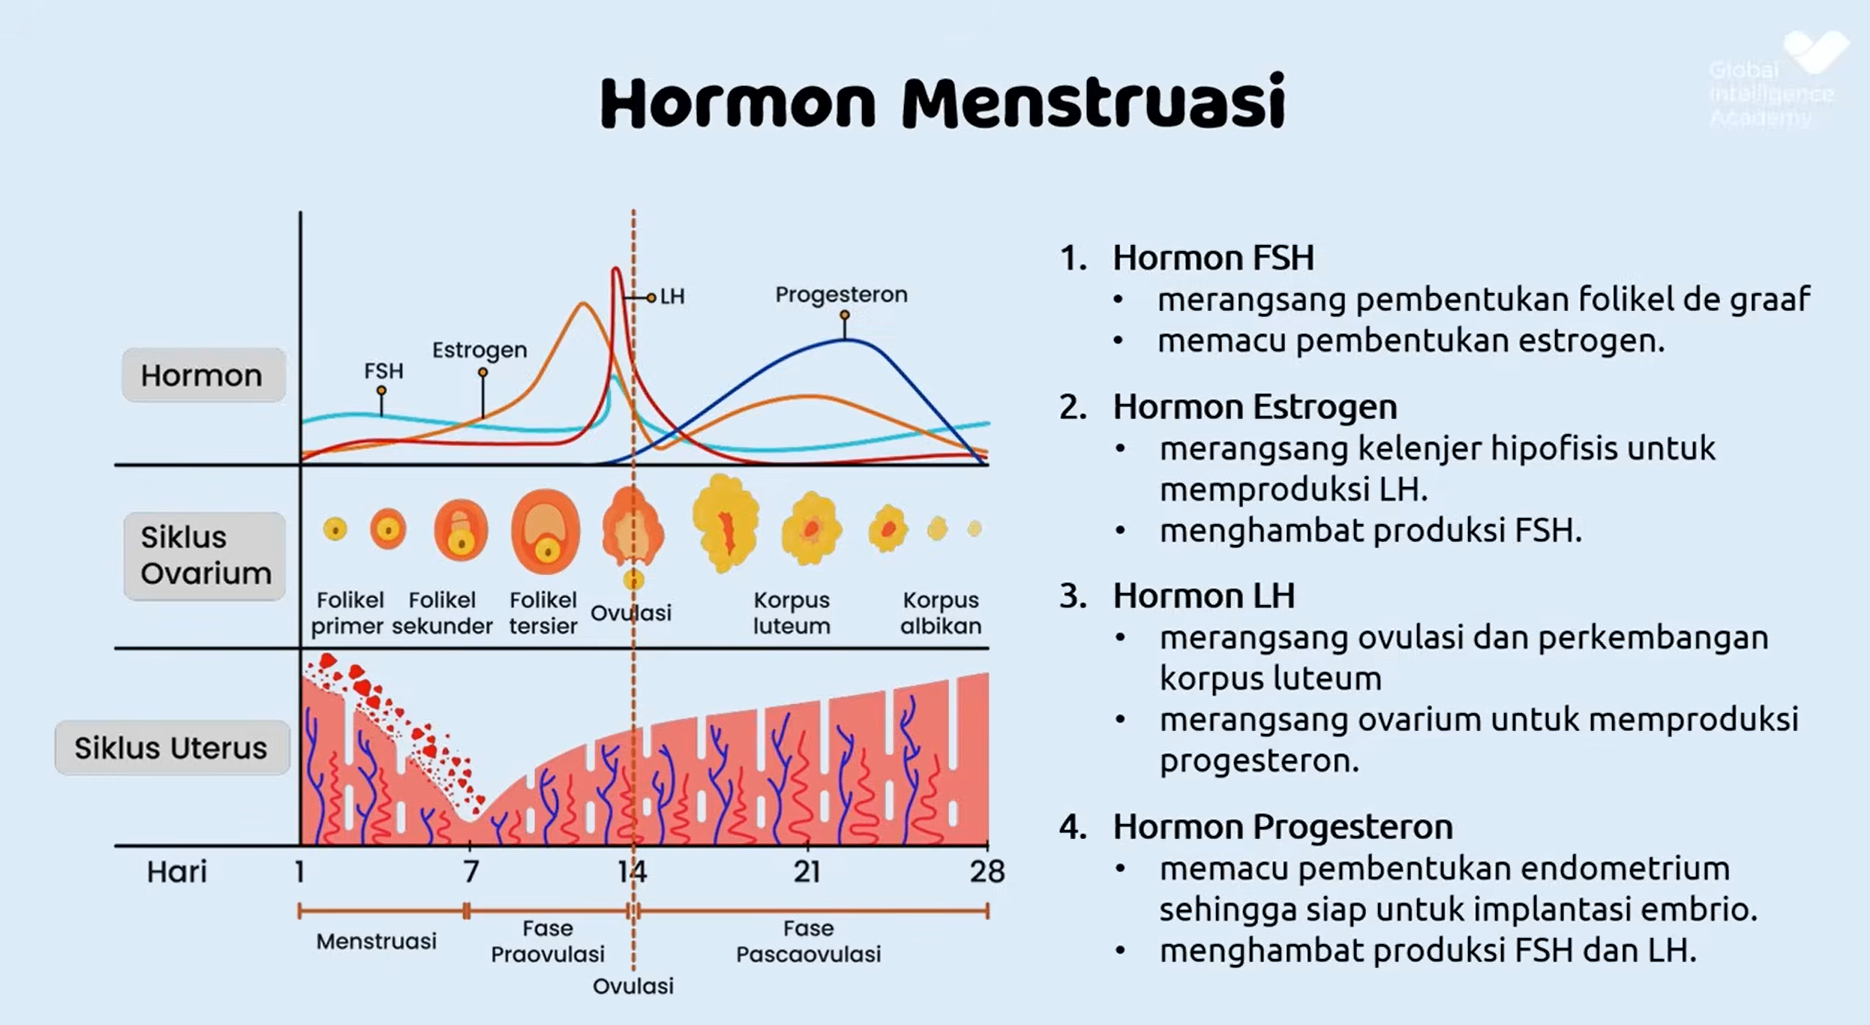 Global
Intelligence
Academy
Hormon Menstruasi
Hormon
FSH
Estrogen
LH
Progesteron
Siklus
Ovarium
Folikel
primer
Folikel
sekunder
Folikel
tersier
Ovulasi
Korpus
luteum
Korpus
albikan
Siklus Uterus
Hari 1 7 14 21 28
Menstruasi
Fase
Praovulasi
Fase
Pascaovulasi
Ovulasi
1. Hormon FSH
• merangsang pembentukan folikel de graaf
• memacu pembentukan estrogen.
2. Hormon Estrogen
• merangsang kelenjer hipofisis untuk
memproduksi LH.
• menghambat produksi FSH.
3. Hormon LH
• merangsang ovulasi dan perkembangan
korpus luteum
• merangsang ovarium untuk memproduksi
progesteron.
4. Hormon Progesteron
• memacu pembentukan endometrium
sehingga siap untuk implantasi embrio.
• menghambat produksi FSH dan LH.